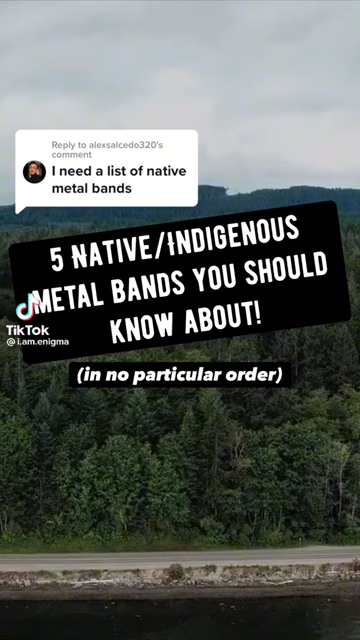 Reply to alexsalcedo320's
comment
I need a list of native
metal bands
5 NATIVE/INDIGENOUS
METAL BANDS YOU SHOULD
KNOW ABOUT!
TikTok
@i.am.enigma
(in no particular order)